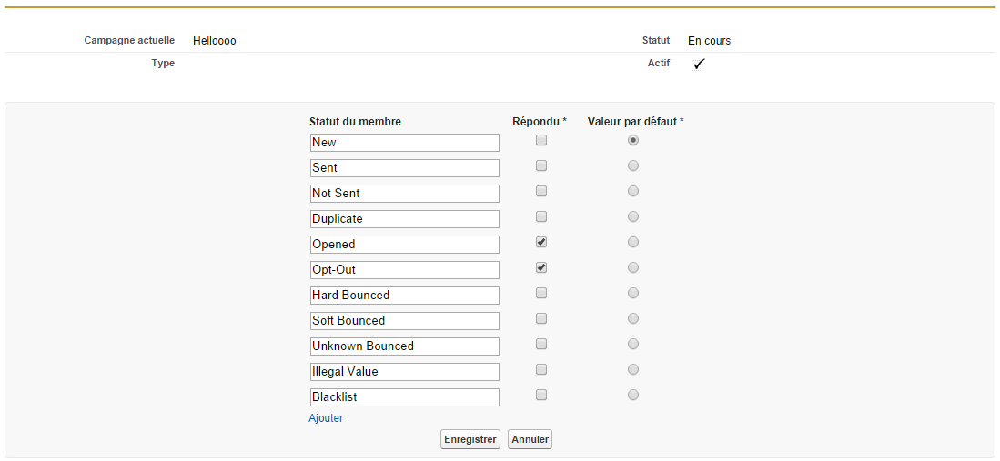 Campagne actuelle Helloooo Statut En cours
Type Actif
Statut du membre Répondu * Valeur par défaut *
New
Sent
Not Sent
Duplicate
Opened
Opt-Out
Hard Bounced
Soft Bounced
Unknown Bounced
Illegal Value
Blacklist
Ajouter
Enregistrer Annuler